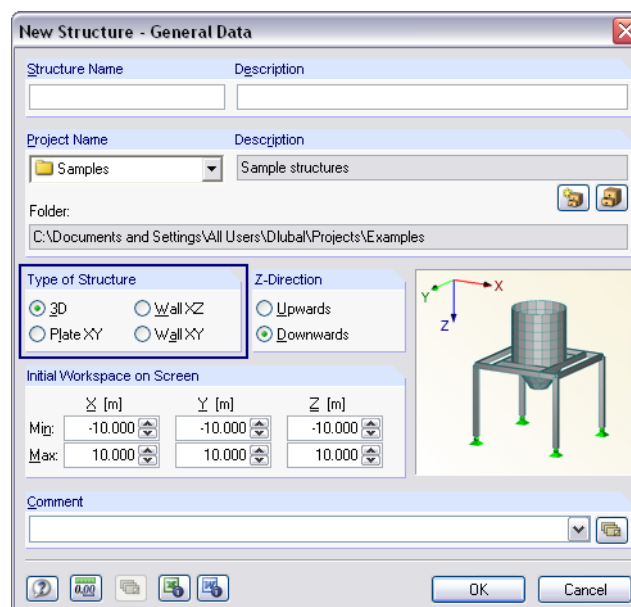 New Structure - General Data
Structure Name Description
Project Name Description
Samples Sample structures
Folder:
C:\Documents and Settings\All Users\Dlubal\Projects\Examples
Type of Structure Z-Direction
3D Wall XZ Upwards
Plate XY Wall XY Downwards
X
Y
Z
Initial Workspace on Screen
X [m] Y [m] Z [m]
Min: -10.000 -10.000 -10.000
Max: 10.000 10.000 10.000
Comment
0.00
OK Cancel